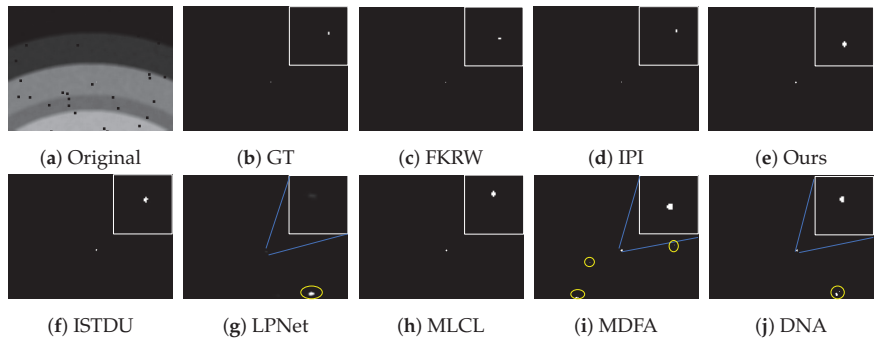 (a) Original
(b) GT
(c) FKRW
(d) IPI
(e) Ours
(f) ISTDU
(g) LPNet
(h) MLCL
(i) MDFA
(j) DNA